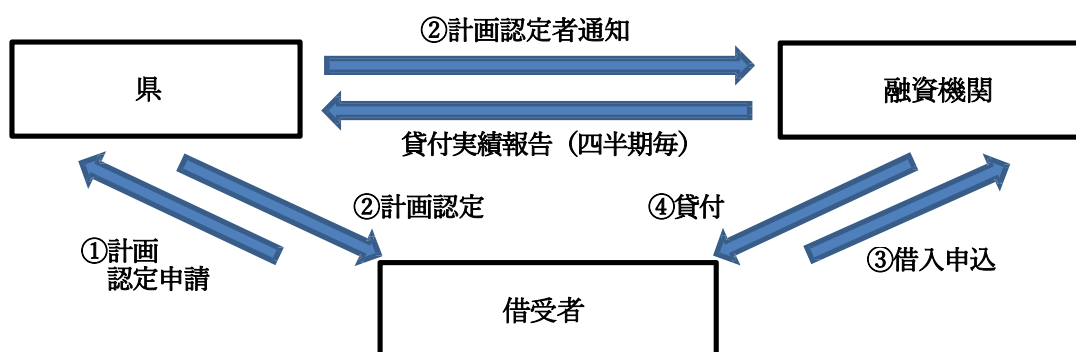 ②計画認定者通知
県
融資機関
貸付実績報告（四半期毎）
②計画認定
④貸付
①計画
認定申請
③借入申込
借受者